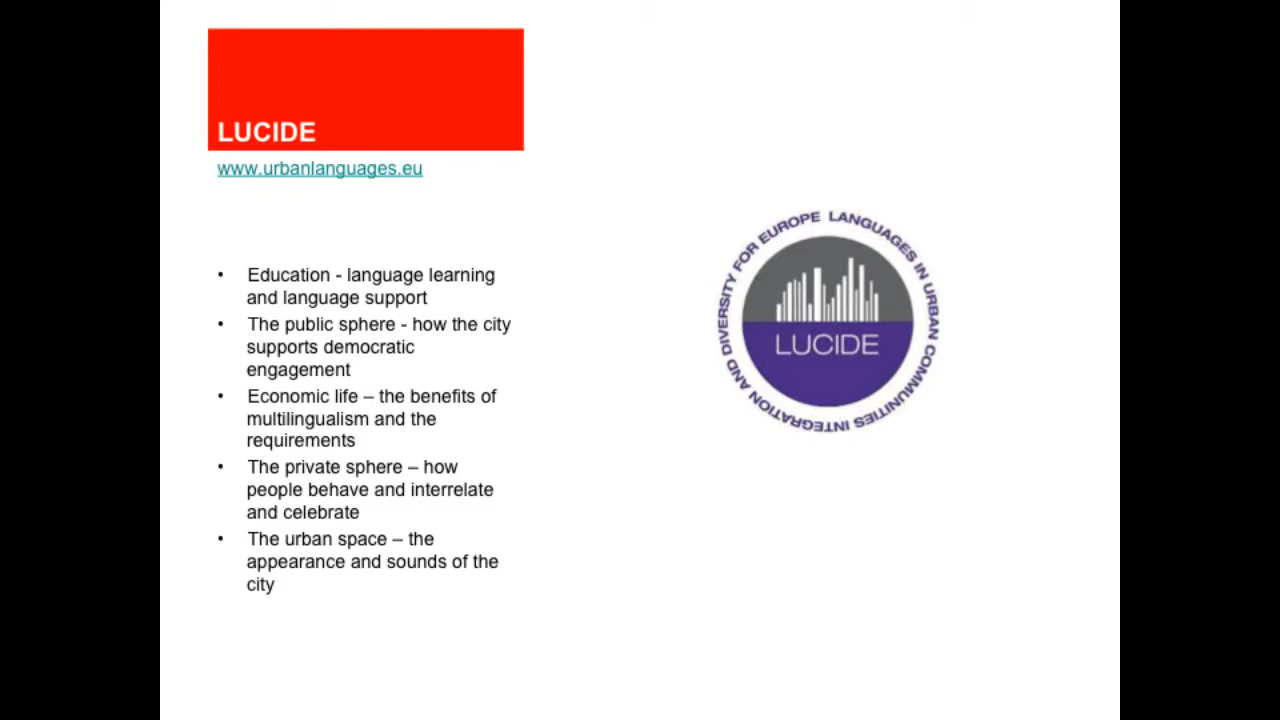 LUCIDE
www.urbanlanguages.eu
• Education - language learning
and language support
• The public sphere - how the city
supports democratic
engagement
• Economic life – the benefits of
multilingualism and the
requirements
• The private sphere – how
people behave and interrelate
and celebrate
• The urban space – the
appearance and sounds of the
city
LANGUAGES IN URBAN COMMUNITIES INTEGRATION AND DIVERSITY FOR EUROPE
LUCIDE